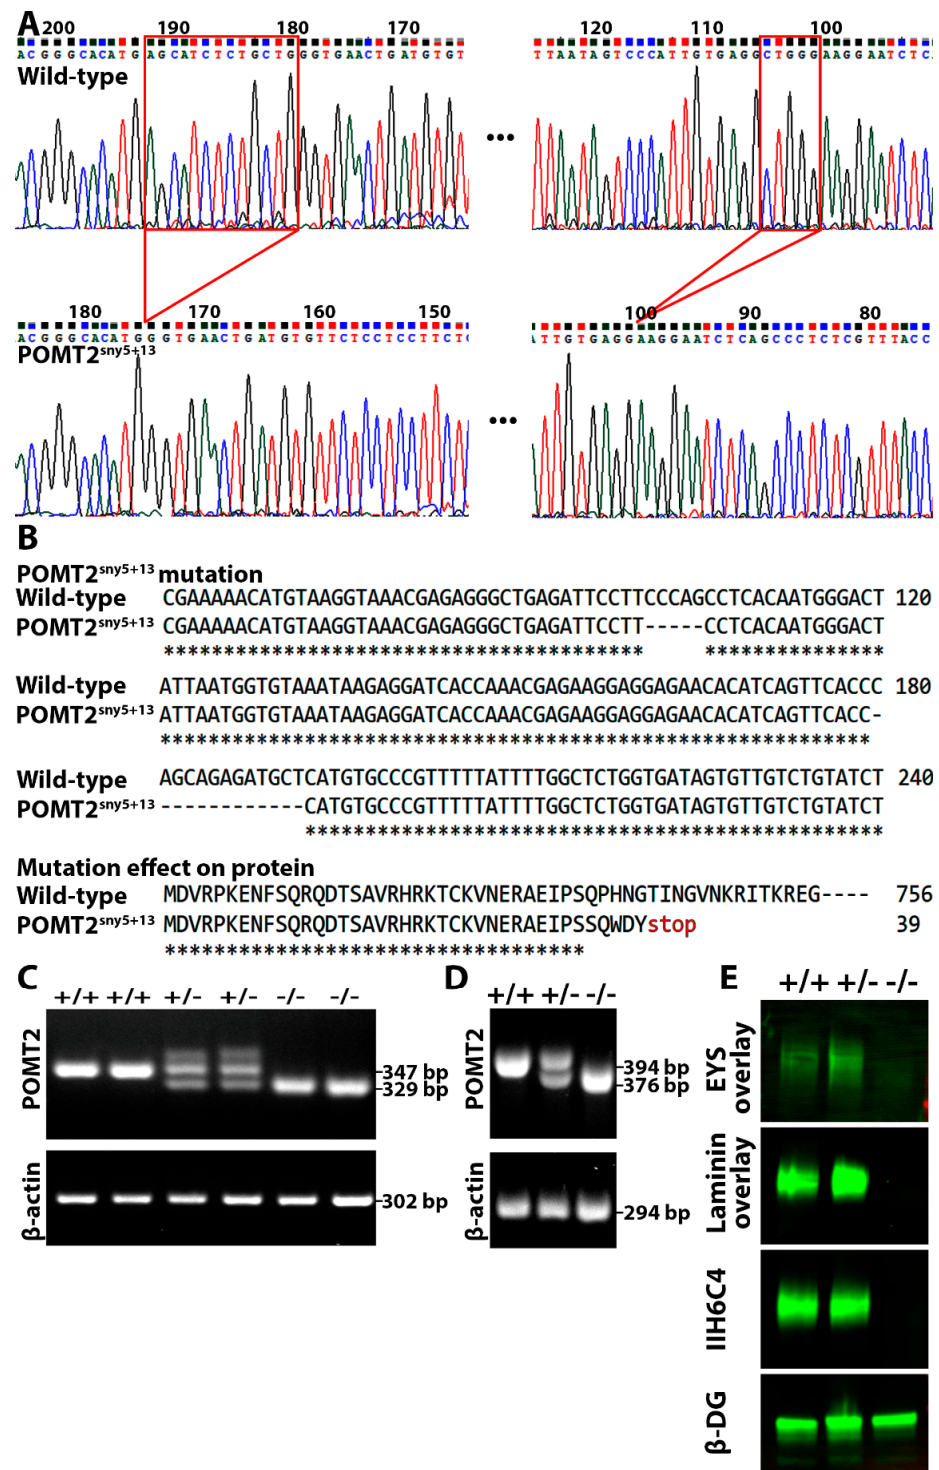 A
200 190 180 170
ACGGGCACATGAGCATCTCTGCTGGGTGAACTGATGTGT
Wild-type
120 110 100
TTAATAGTCCCATTGTGAGGCTGGGAAGGAATCTC
...
180 170 160 150
ACGGGCACATGGGTGAACTGATGTGTTCTCCTCCTTCTC
POMT2sny5+13
100 90 80
ATTGTGAGGAAGGAATCTCAGCCCTCTCGTTTACC
...
B
POMT2sny5+13 mutation
Wild-type CGAAAAACATGTAAGGTAAACGAGAGGGCTGAGATTCCTTCCCAGCCTCACAATGGGACT 120
POMT2sny5+13 CGAAAAACATGTAAGGTAAACGAGAGGGCTGAGATTCCTT-----CCTCACAATGGGACT
**************************************** ***************
Wild-type ATTAATGGTGTAAATAAGAGGATCACCAAACGAGAAGGAGGAGAACACATCAGTTCACCC 180
POMT2sny5+13 ATTAATGGTGTAAATAAGAGGATCACCAAACGAGAAGGAGGAGAACACATCAGTTCACC-
***********************************************************
Wild-type AGCAGAGATGCTCATGTGCCCGTTTTTATTTTGGCTCTGGTGATAGTGTTGTCTGTATCT 240
POMT2sny5+13 ------------CATGTGCCCGTTTTTATTTTGGCTCTGGTGATAGTGTTGTCTGTATCT
************************************************
Mutation effect on protein
Wild-type MDVRPKENFSQRQDTSAVRHRKTCKVNERAEIPSQPHNGTINGVNKRITKREG---- 756
POMT2sny5+13 MDVRPKENFSQRQDTSAVRHRKTCKVNERAEIPSSQWDYstop 39
***********************************
C
+/+ +/+ +/- +/- -/- -/-
POMT2
347 bp
329 bp
β-actin
302 bp
D
+/+ +/- -/-
POMT2
394 bp
376 bp
β-actin
294 bp
E
+/+ +/- -/-
EYS
overlay
Laminin
overlay
IIH6C4
β-DG